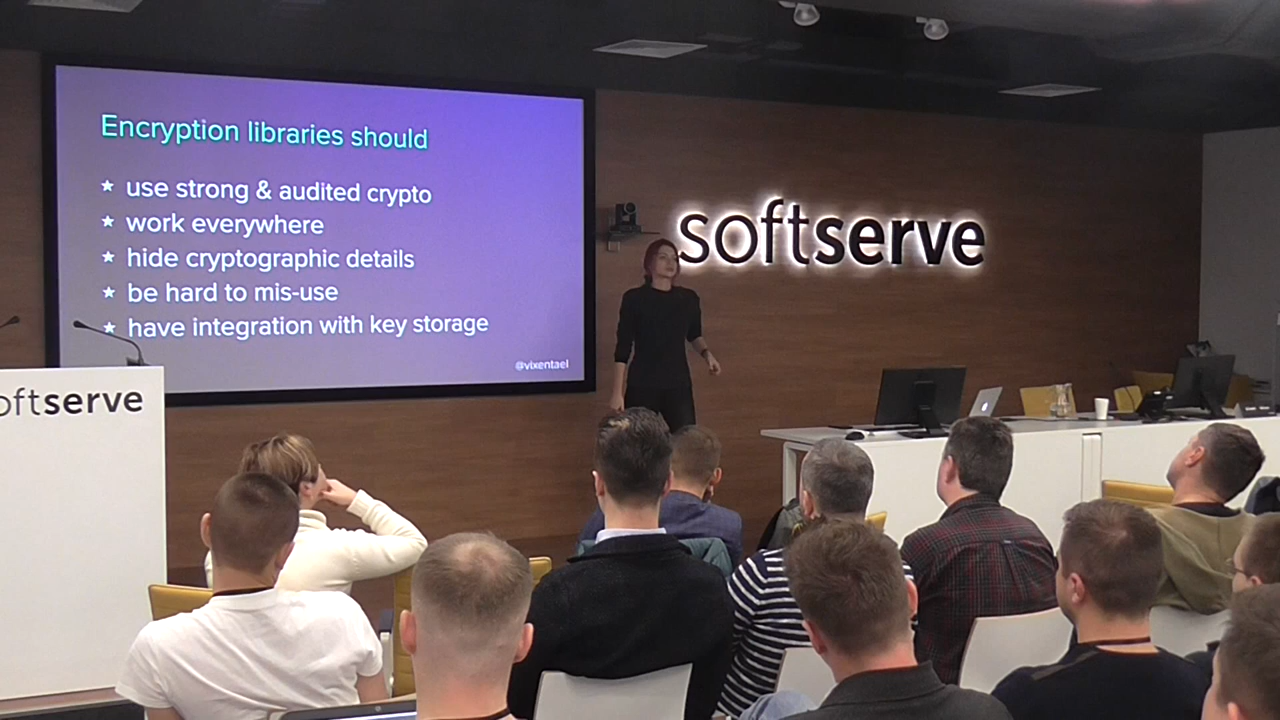 Encryption libraries should
★ use strong & audited crypto
★ work everywhere
★ hide cryptographic details
★ be hard to mis-use
★ have integration with key storage
@vixentael
softserve
oftserve